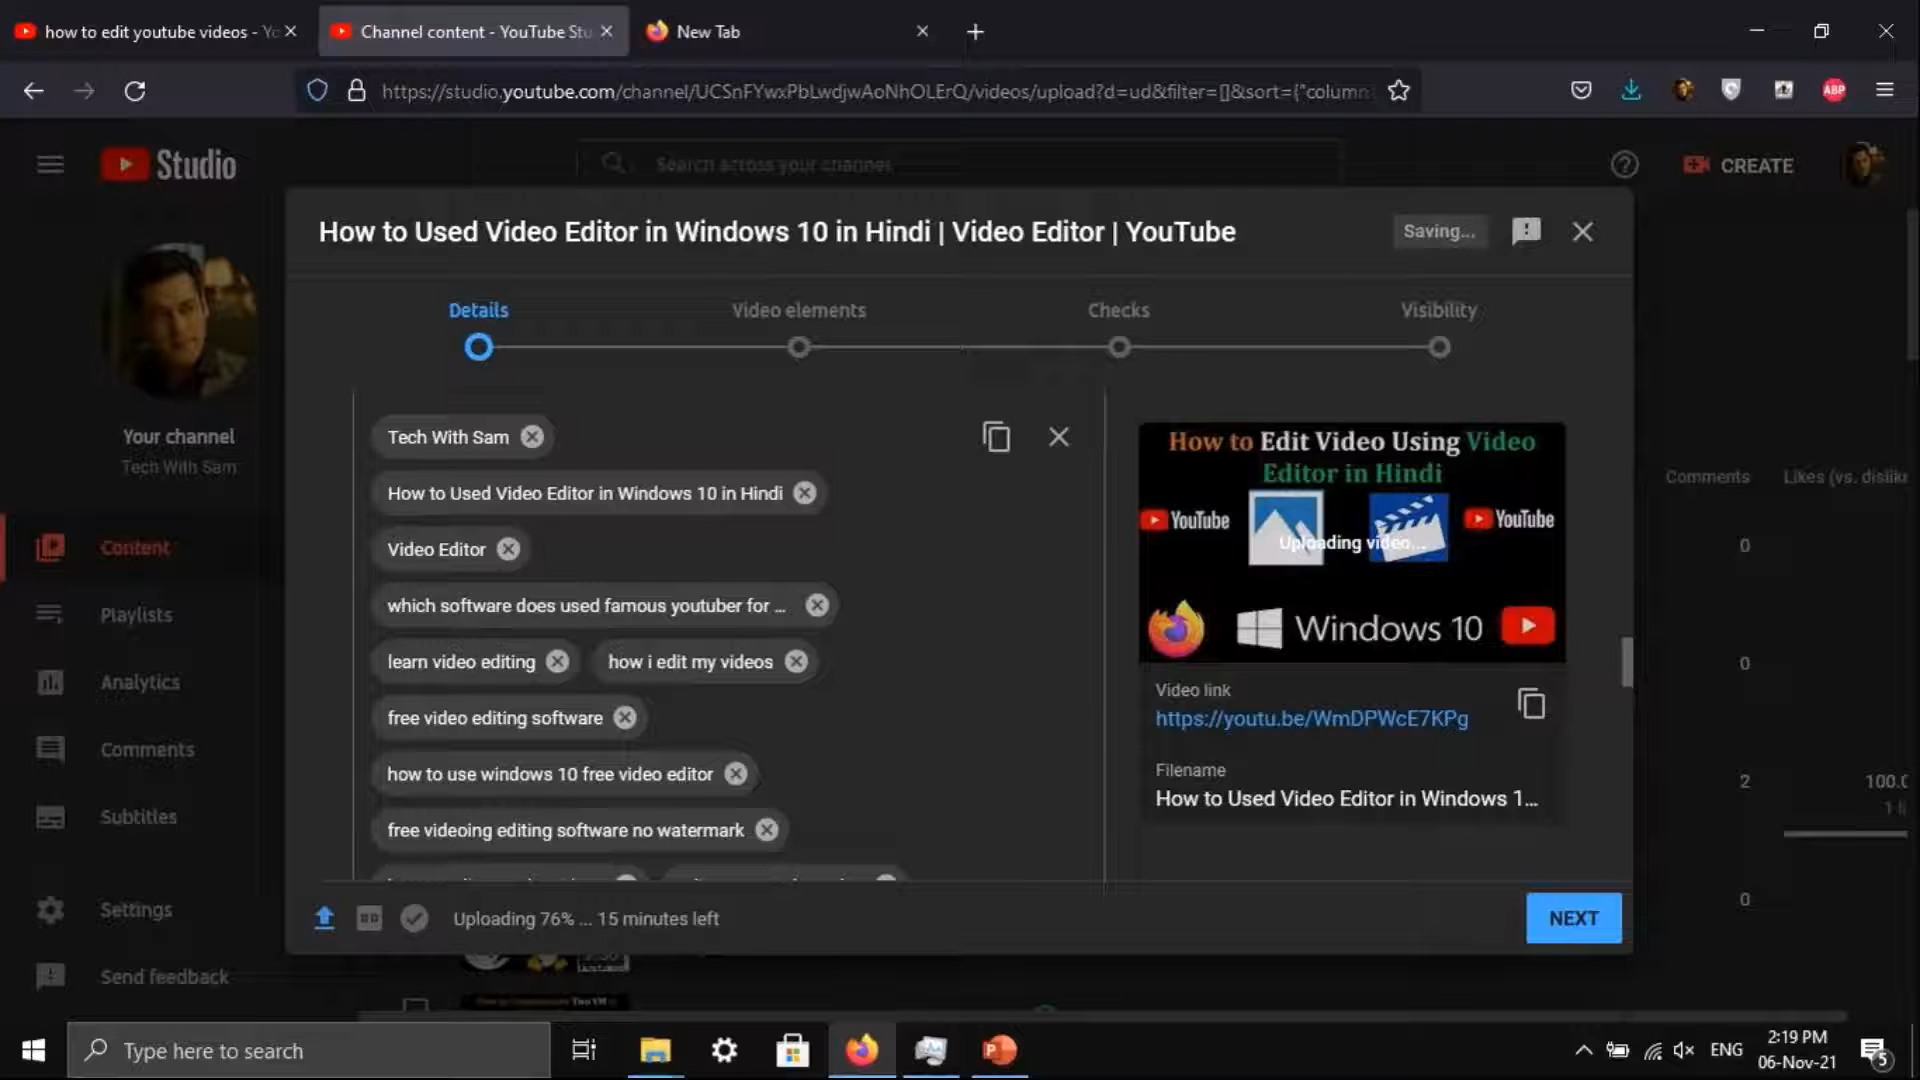 how to edit youtube videos - Yo
Channel content - YouTube Stu
New Tab
https://studio.youtube.com/channel/UCSnFYwxPbLwdjwAoNhOLErQ/videos/upload?d=ud&filter=[]&sort={"column
ABP
Studio
Search across your channel
CREATE
How to Used Video Editor in Windows 10 in Hindi | Video Editor | YouTube
Saving...
Details
Video elements
Checks
Visibility
Your channel
Tech With Sam
Content
Playlists
Analytics
Comments
Subtitles
Settings
Send feedback
Tech With Sam
How to Used Video Editor in Windows 10 in Hindi
Video Editor
which software does used famous youtuber for ...
learn video editing
how i edit my videos
free video editing software
how to use windows 10 free video editor
free videoing editing software no watermark
How to Edit Video Using Video
Editor in Hindi
YouTube
YouTube
Uploading video...
Windows 10
Video link
https://youtu.be/WmDPWcE7KPg
Filename
How to Used Video Editor in Windows 1...
Comments
Likes (vs. dislik
0
0
2
100.0
0
Uploading 76% ... 15 minutes left
NEXT
Type here to search
ENG
2:19 PM
06-Nov-21
5